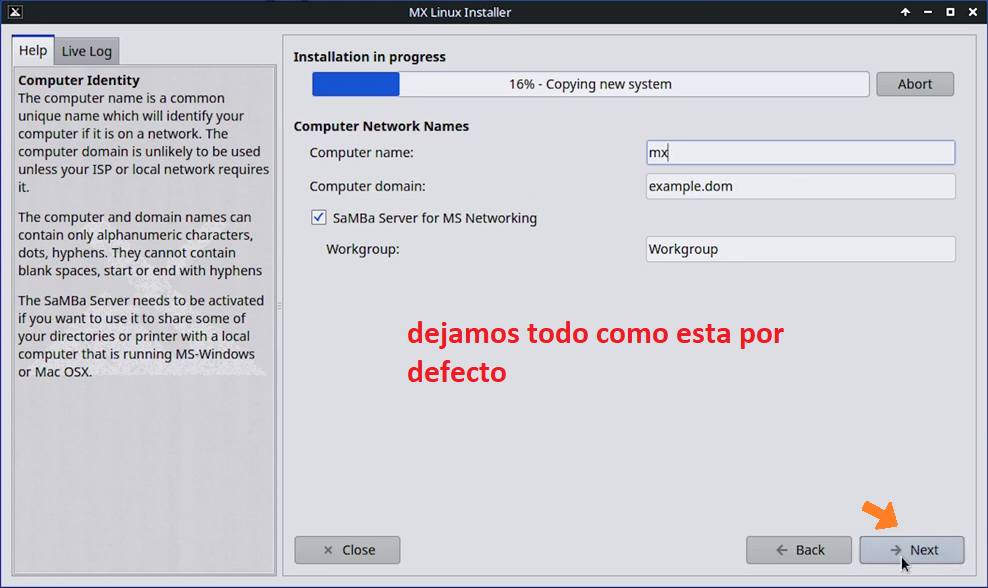 MX Linux Installer
Help
Live Log
Computer Identity
The computer name is a common
unique name which will identify your
computer if it is on a network. The
computer domain is unlikely to be used
unless your ISP or local network requires
it.
The computer and domain names can
contain only alphanumeric characters,
dots, hyphens. They cannot contain
blank spaces, start or end with hyphens
The SaMBa Server needs to be activated
if you want to use it to share some of
your directories or printer with a local
computer that is running MS-Windows
or Mac OSX.
Installation in progress
16% - Copying new system
Abort
Computer Network Names
Computer name:
mx
Computer domain:
example.dom
SaMBa Server for MS Networking
Workgroup:
Workgroup
dejamos todo como esta por
defecto
Close
Back
Next